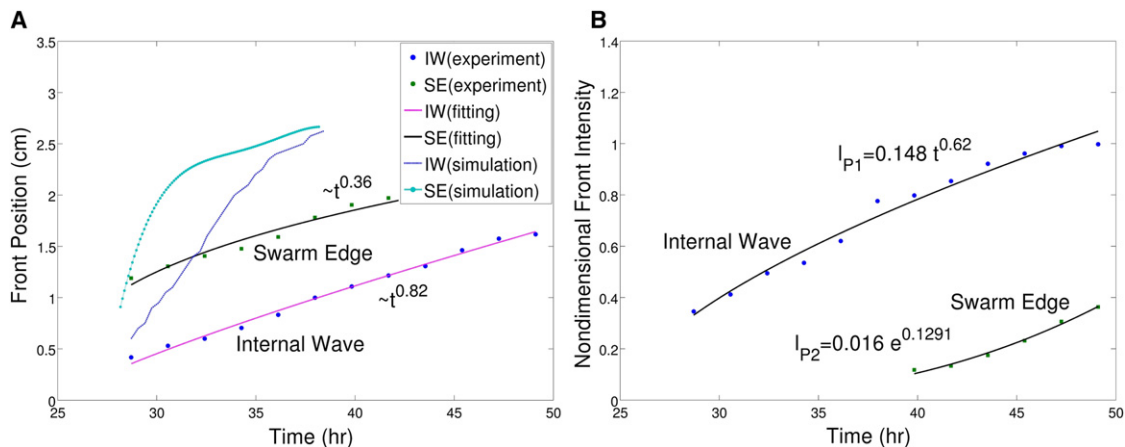 A
Front Position (cm)
3.5
3
2.5
2
1.5
1
0.5
0
25
30
35
40
45
50
Time (hr)
IW(experiment)
SE(experiment)
IW(fitting)
SE(fitting)
IW(simulation)
SE(simulation)
~t^0.36
Swarm Edge
~t^0.82
Internal Wave
B
Nondimensional Front Intensity
1.4
1.2
1
0.8
0.6
0.4
0.2
0
25
30
35
40
45
50
Time (hr)
I_P1=0.148 t^0.62
Internal Wave
Swarm Edge
I_P2=0.016 e^0.1291